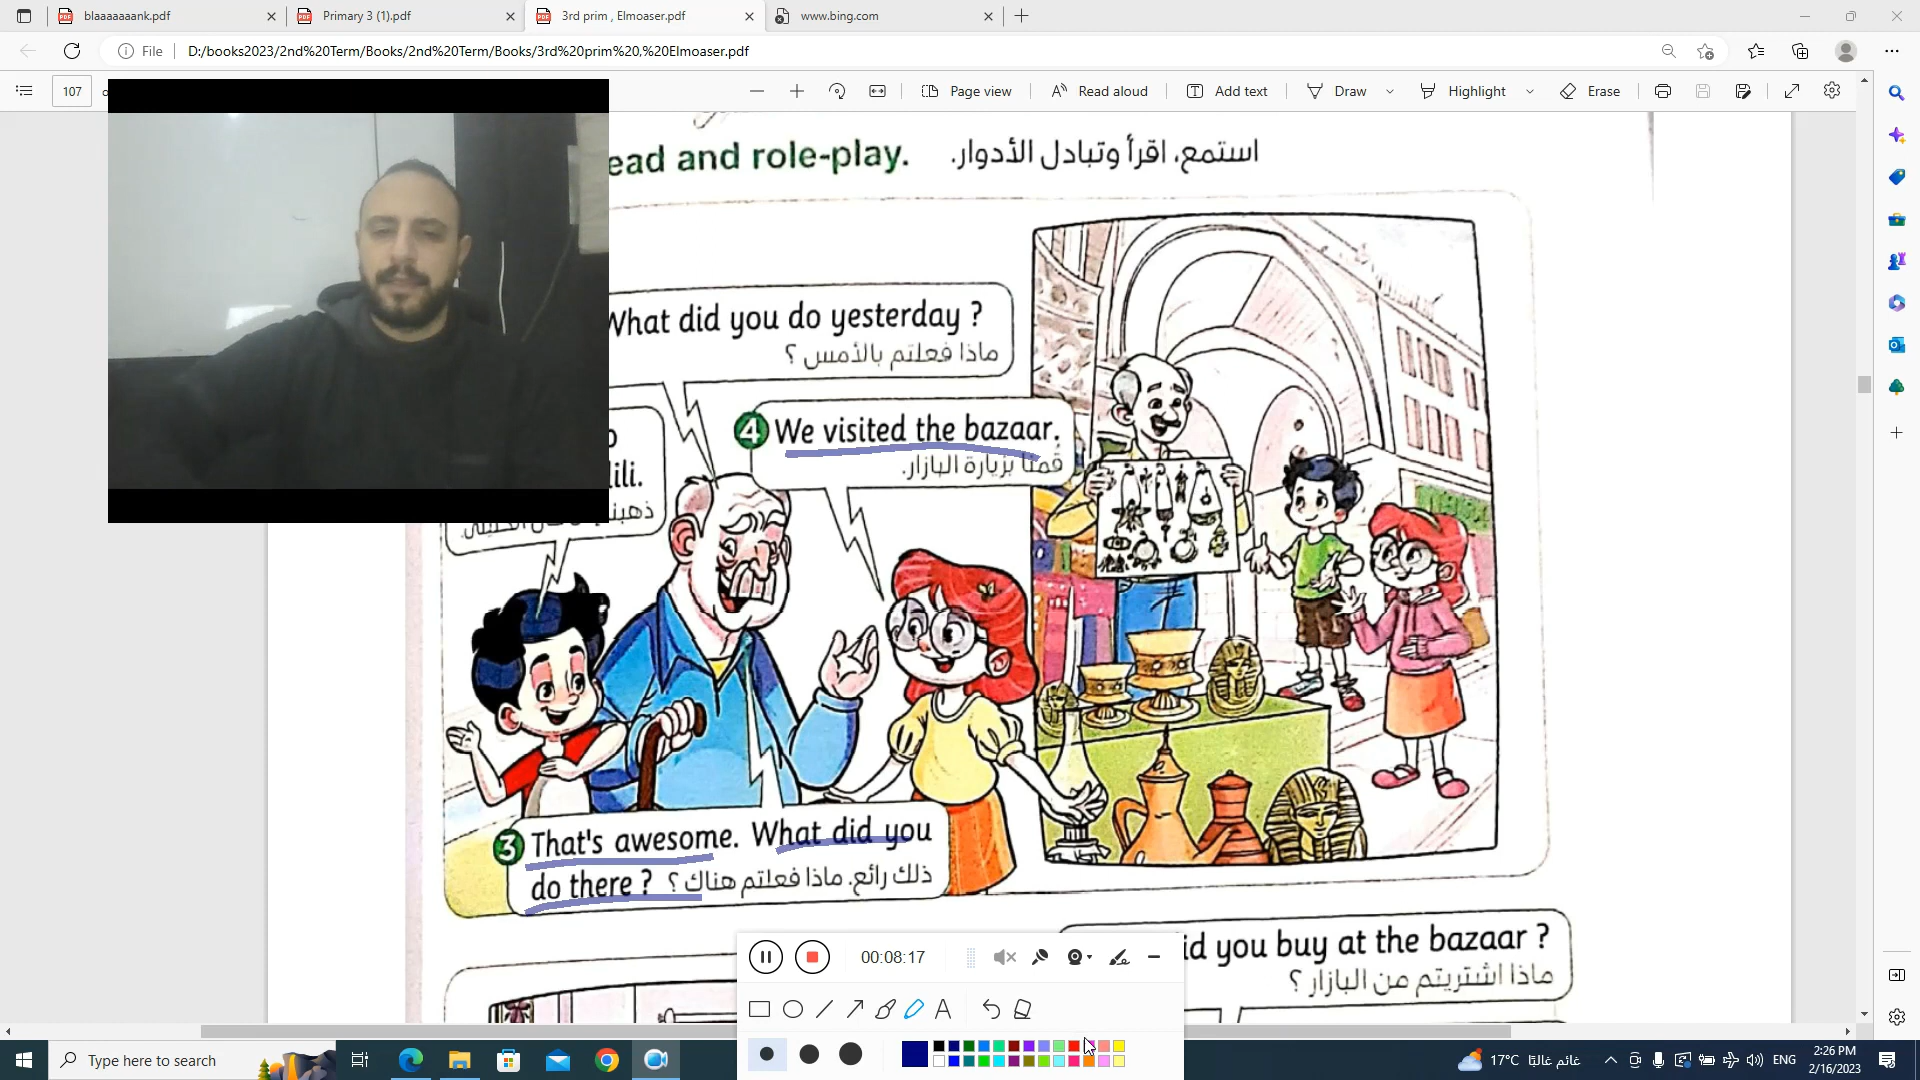 blaaaaaaank.pdf
Primary 3 (1).pdf
3rd prim , Elmoaser.pdf
www.bing.com
File
D:/books2023/2nd%20Term/Books/2nd%20Term/Books/3rd%20prim%20,%20Elmoaser.pdf
107
Page view
Read aloud
Add text
Draw
Highlight
Erase
ead and role-play.
استمع، اقرأ وتبادل الأدوار.
What did you do yesterday ?
ماذا فعلتم بالأمس ؟
4 We visited the bazaar.
قمنا بزيارة البازار.
lili.
3 That's awesome. What did you
do there ? ذلك رائع. ماذا فعلتم هناك ؟
id you buy at the bazaar ?
ماذا اشتريتم من البازار ؟
00:08:17
A
Type here to search
17°C
غائم غالبًا
ENG
2:26 PM
2/16/2023